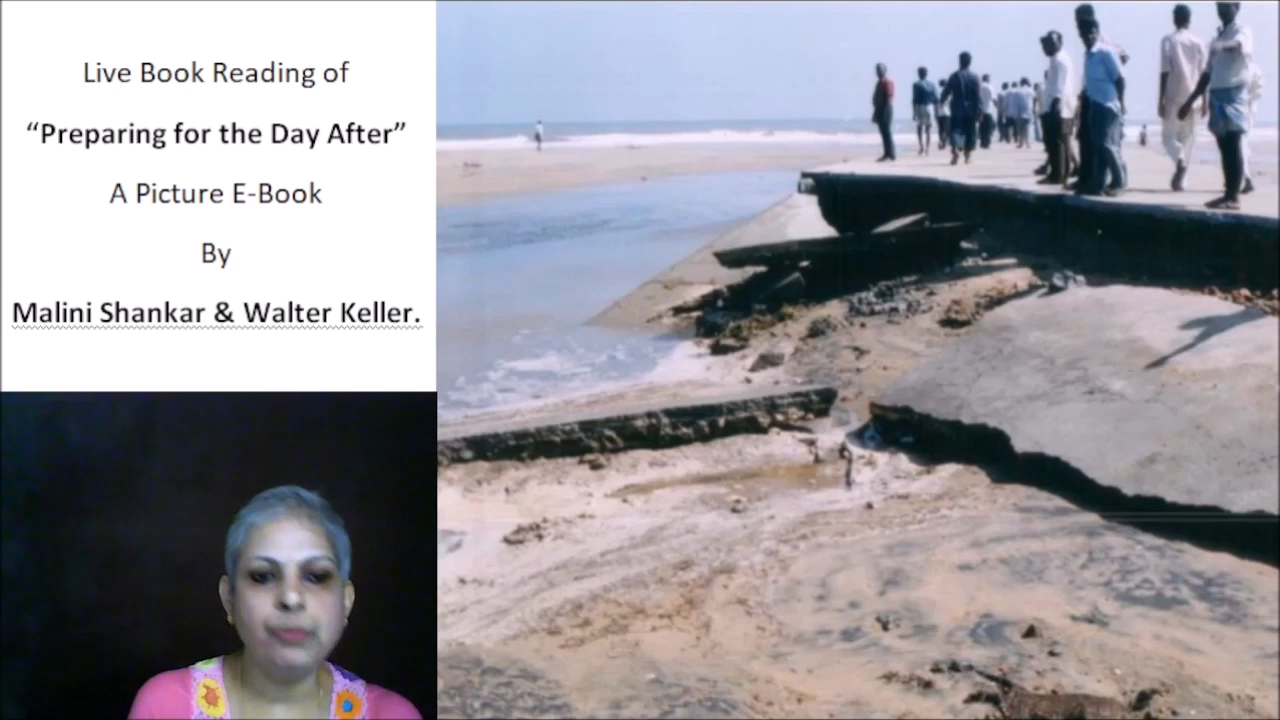 Live Book Reading of
“Preparing for the Day After”
A Picture E-Book
By
Malini Shankar & Walter Keller.